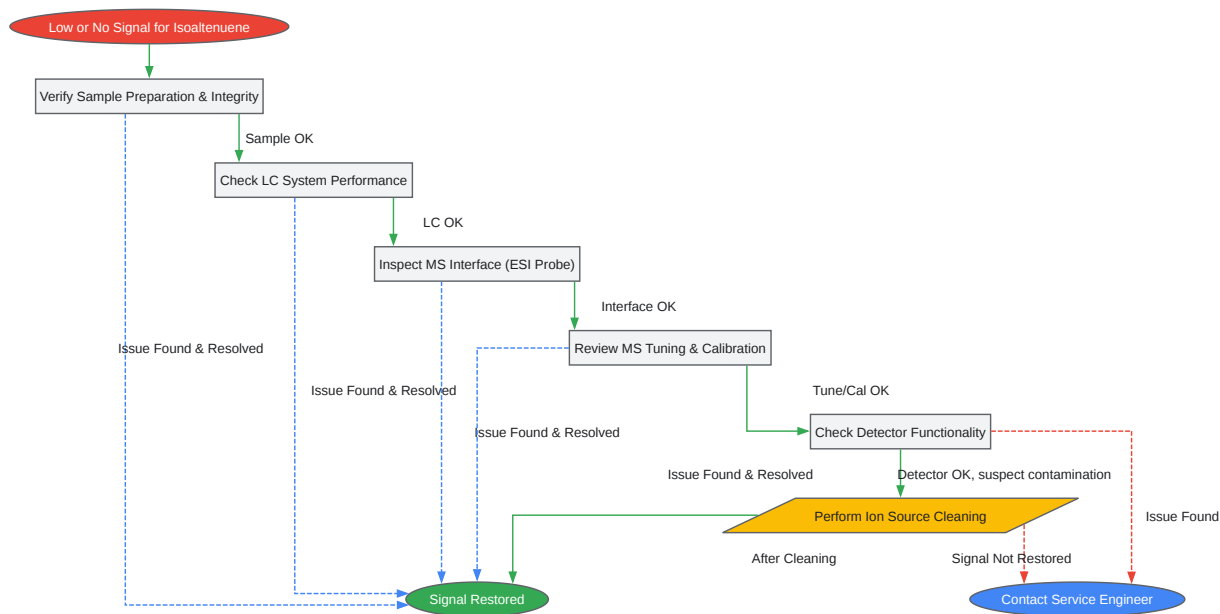 Low or No Signal for Isoaltenuene
Verify Sample Preparation & Integrity
Sample OK
Check LC System Performance
LC OK
Inspect MS Interface (ESI Probe)
Interface OK
Issue Found & Resolved
Review MS Tuning & Calibration
Issue Found & Resolved
Tune/Cal OK
Issue Found & Resolved
Check Detector Functionality
Issue Found & Resolved
Detector OK, suspect contamination
Perform Ion Source Cleaning
Issue Found
After Cleaning
Signal Not Restored
Signal Restored
Contact Service Engineer